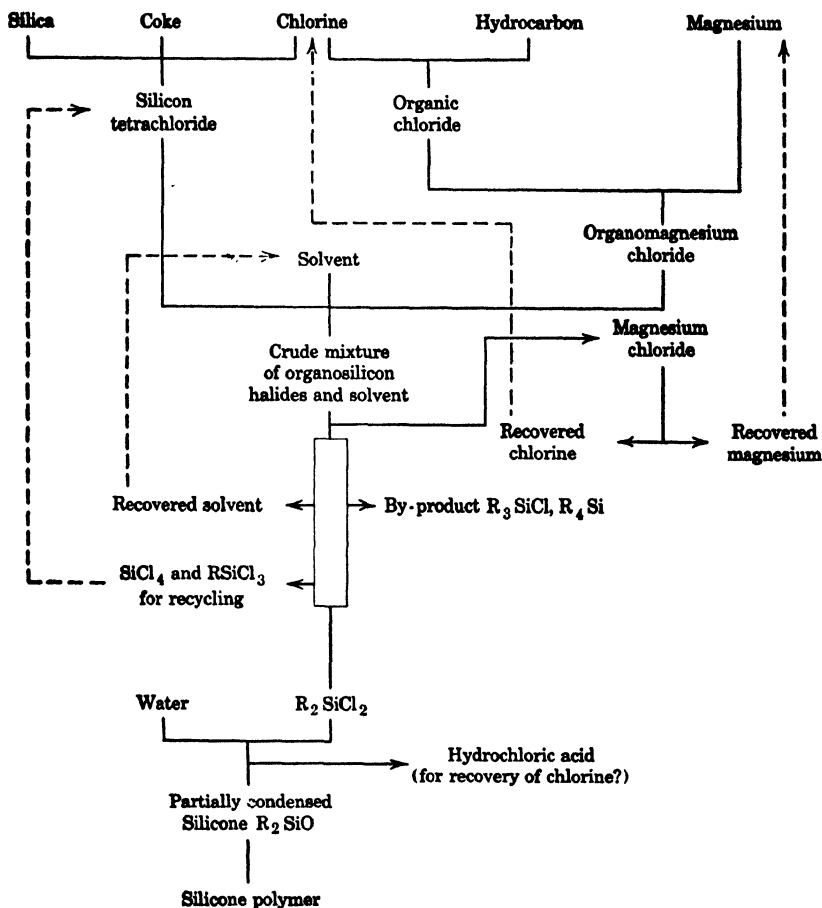 Silica Coke Chlorine Hydrocarbon Magnesium
Silicon
tetrachloride
Organic
chloride
Organomagnesium
chloride
Solvent
Magnesium
chloride
Crude mixture
of organosilicon
halides and solvent
Recovered
chlorine
Recovered
magnesium
Recovered solvent
By-product R₃SiCl, R₄Si
SiCl₄ and RSiCl₃
for recycling
Water
R₂SiCl₂
Hydrochloric acid
(for recovery of chlorine?)
Partially condensed
Silicone R₂SiO
Silicone polymer